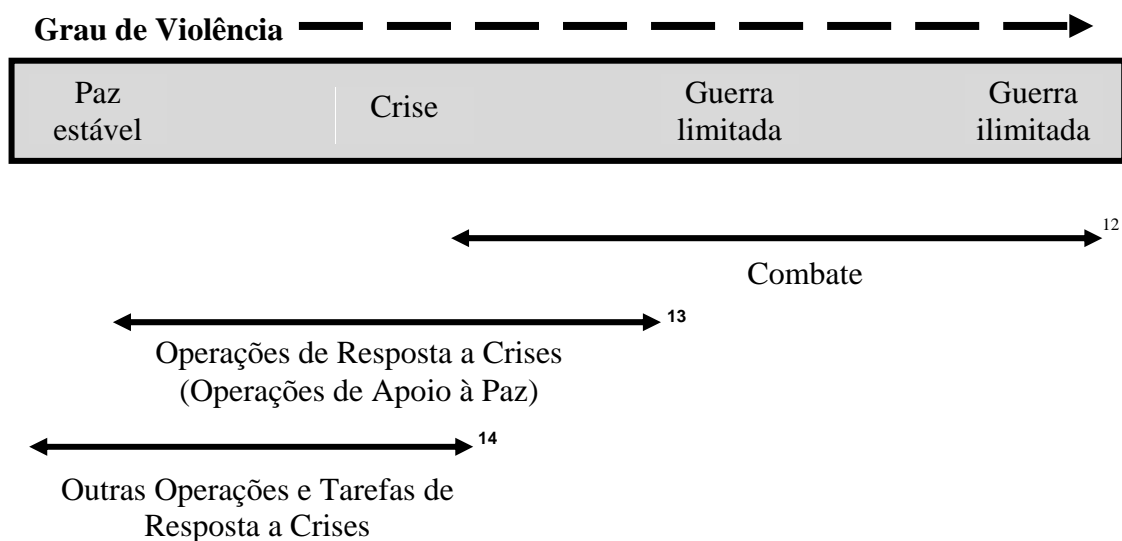 Grau de Violência
Paz
estável
Crise
Guerra
limitada
Guerra
ilimitada
12
Combate
13
Operações de Resposta a Crises
(Operações de Apoio à Paz)
14
Outras Operações e Tarefas de
Resposta a Crises